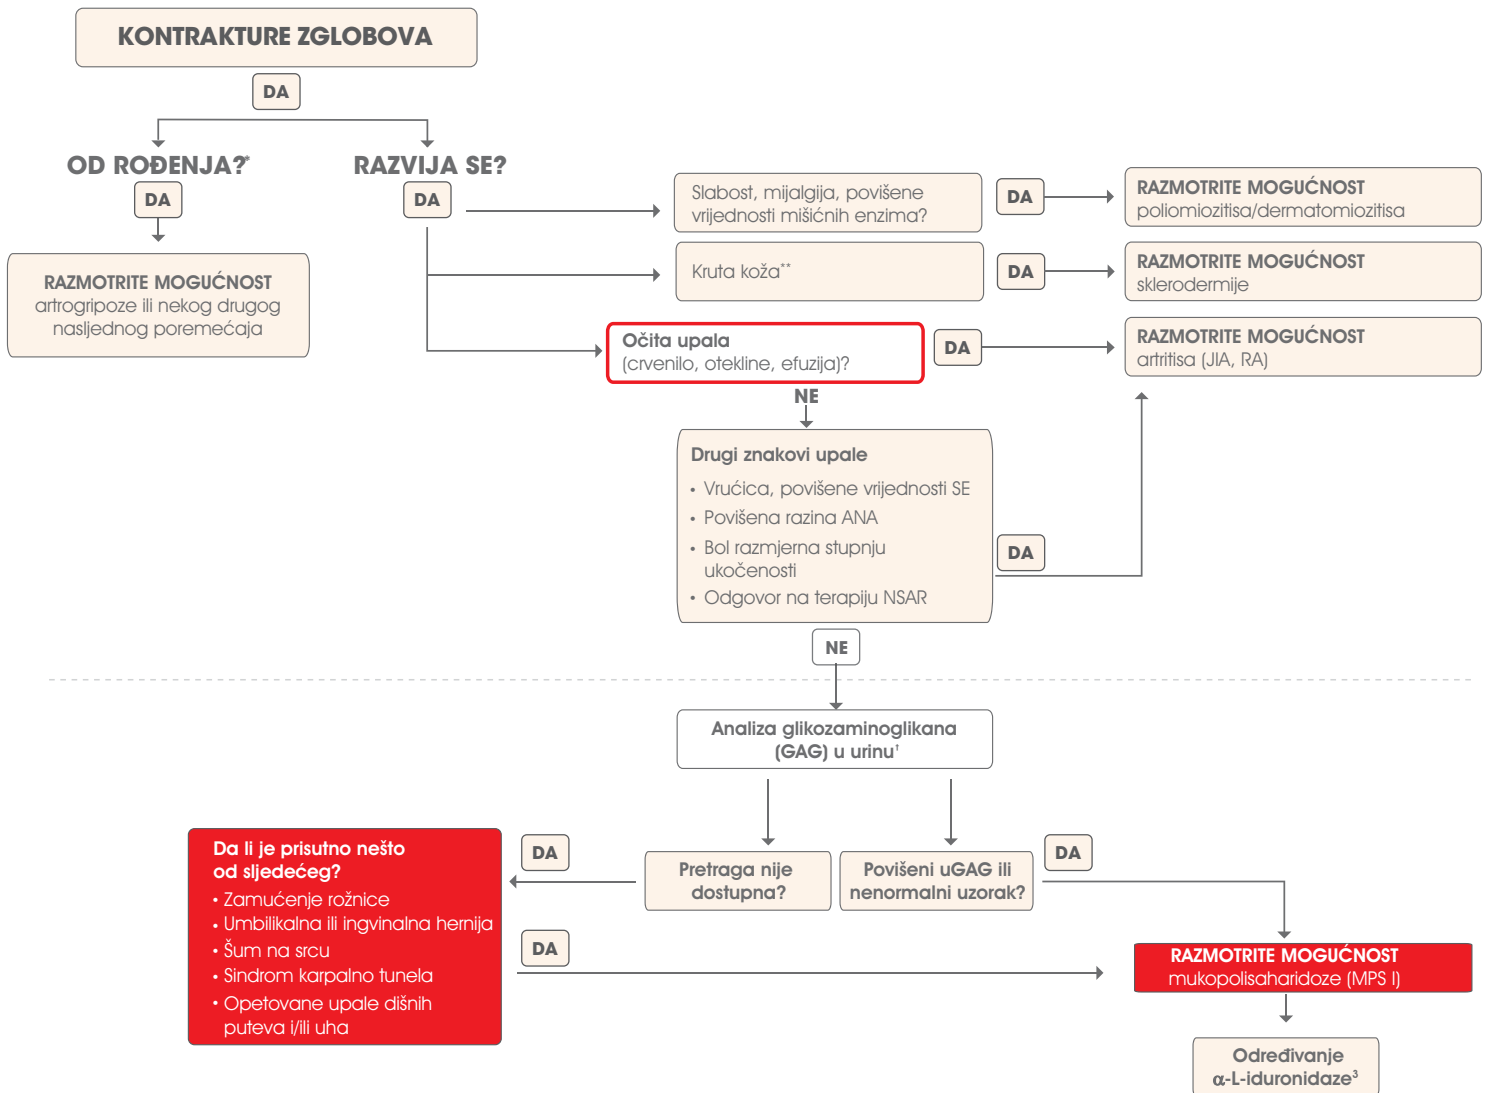 KONTRAKTURE ZGLOBOVA
DA
OD ROĐENJA?*
DA
RAZMOTRITE MOGUĆNOST
artrogripoze ili nekog drugog
nasljednog poremećaja
RAZVIJA SE?
DA
Slabost, mijalgija, povišene
vrijednosti mišićnih enzima?
DA
RAZMOTRITE MOGUĆNOST
poliomiozitisa/dermatomiozitisa
Kruta koža**
DA
RAZMOTRITE MOGUĆNOST
sklerodermije
Očita upala
(crvenilo, otekline, efuzija)?
DA
RAZMOTRITE MOGUĆNOST
artritisa (JIA, RA)
NE
Drugi znakovi upale
• Vrućica, povišene vrijednosti SE
• Povišena razina ANA
• Bol razmjerna stupnju
ukočenosti
• Odgovor na terapiju NSAR
DA
NE
Analiza glikozaminoglikana
(GAG) u urinu†
Pretraga nije
dostupna?
DA
Povišeni uGAG ili
nenormalni uzorak?
DA
Da li je prisutno nešto
od sljedećeg?
• Zamućenje rožnice
• Umbilikalna ili ingvinalna hernija
• Šum na srcu
• Sindrom karpalno tunela
• Opetovane upale dišnih
puteva i/ili uha
DA
RAZMOTRITE MOGUĆNOST
mukopolisaharidoze (MPS I)
Određivanje
α-L-iduronidaze³